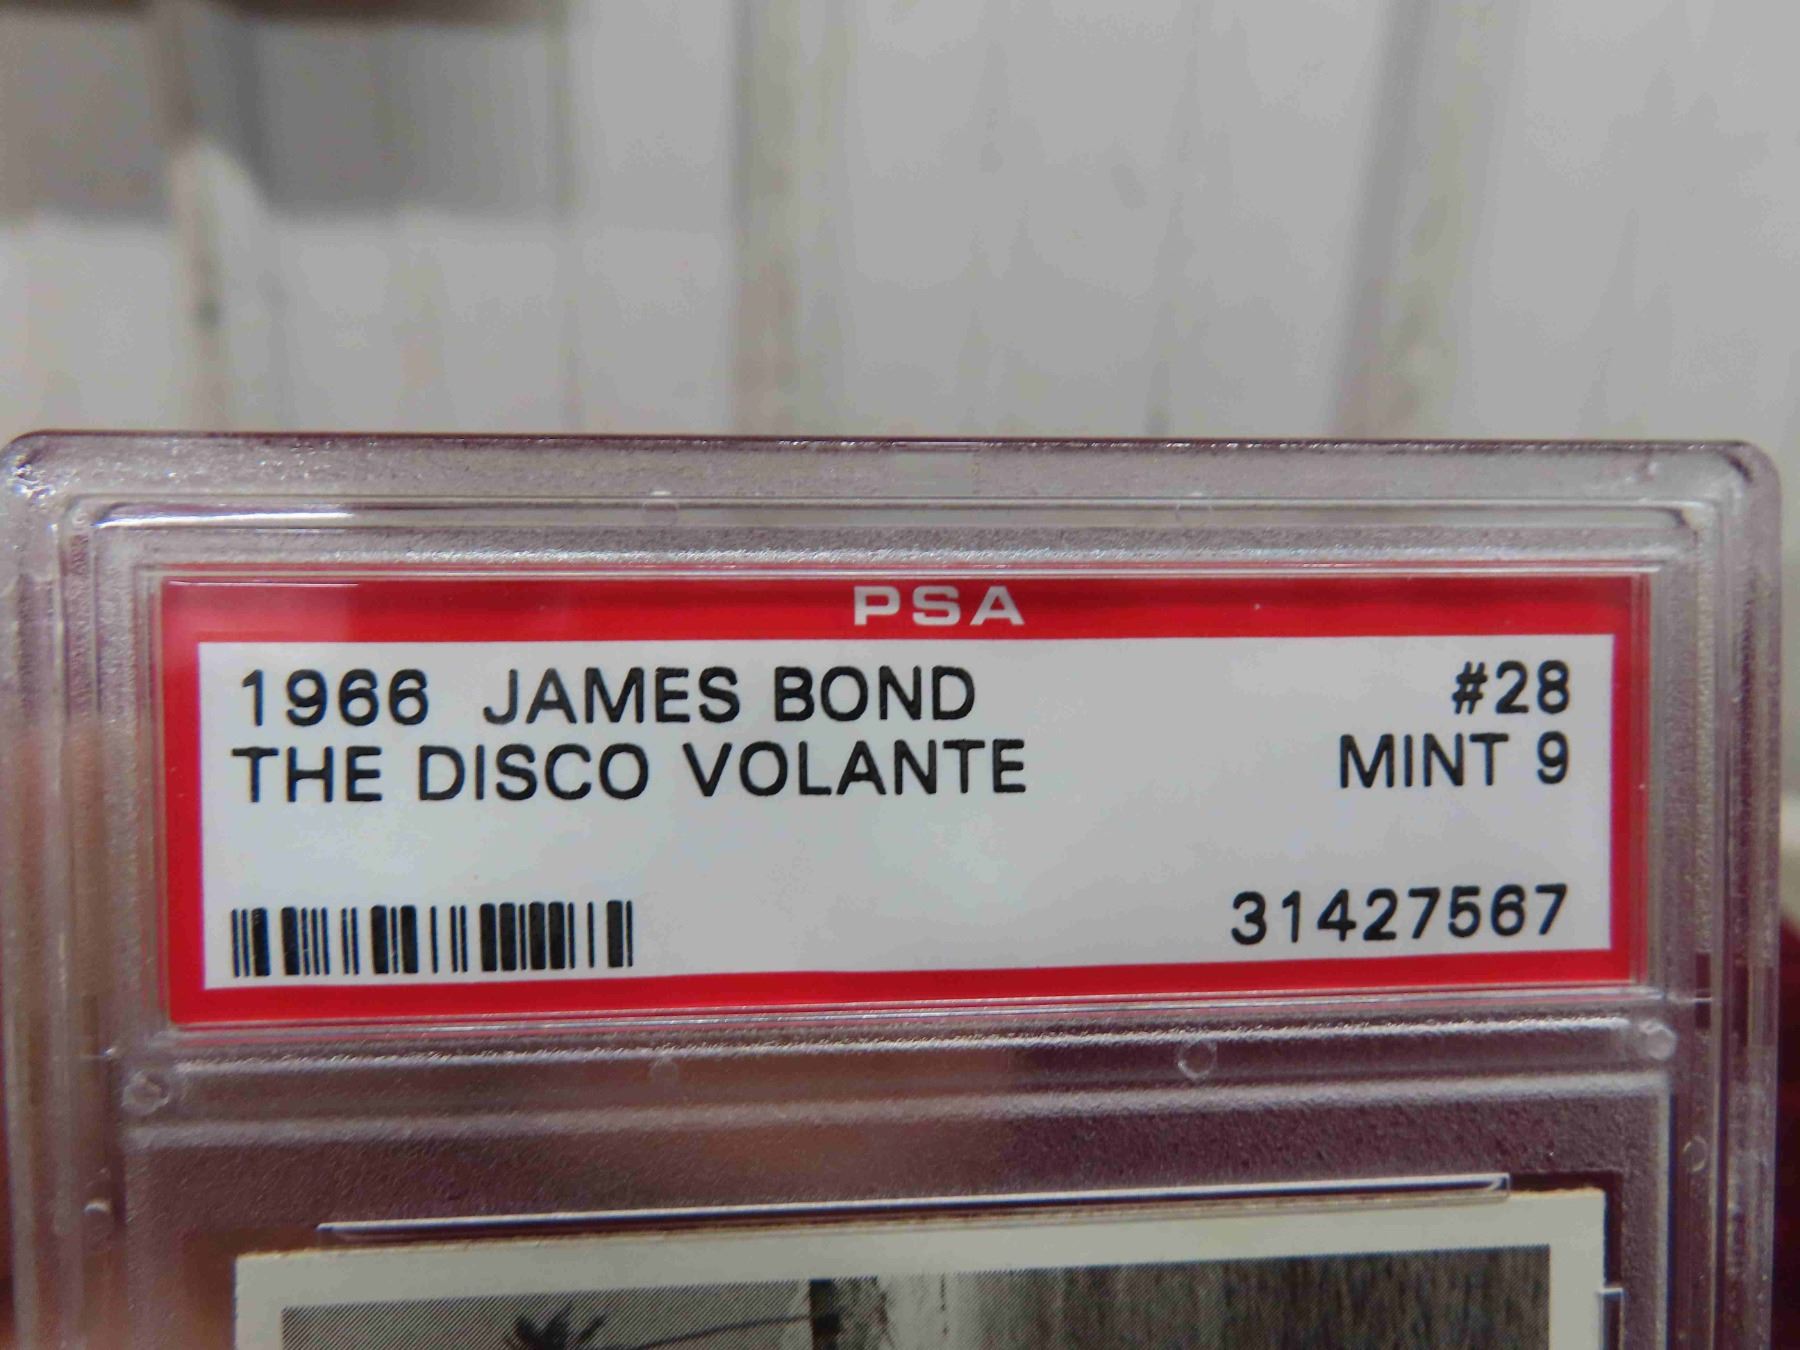 PSA
1966 JAMES BOND #28
THE DISCO VOLANTE MINT 9
31427567